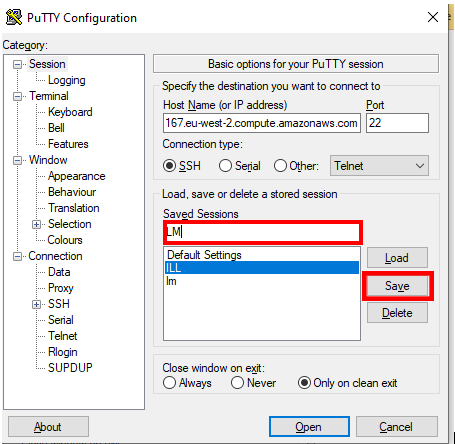 PuTTY Configuration
Category:
Session
Logging
Terminal
Keyboard
Bell
Features
Window
Appearance
Behaviour
Translation
Selection
Colours
Connection
Data
Proxy
SSH
Serial
Telnet
Rlogin
SUPDUP
Basic options for your PuTTY session
Specify the destination you want to connect to
Host Name (or IP address) Port
167.eu-west-2.compute.amazonaws.com 22
Connection type:
SSH Serial Other: Telnet
Load, save or delete a stored session
Saved Sessions
LM
Default Settings Load
ILL
lm Save
Delete
Close window on exit:
Always Never Only on clean exit
About Open Cancel